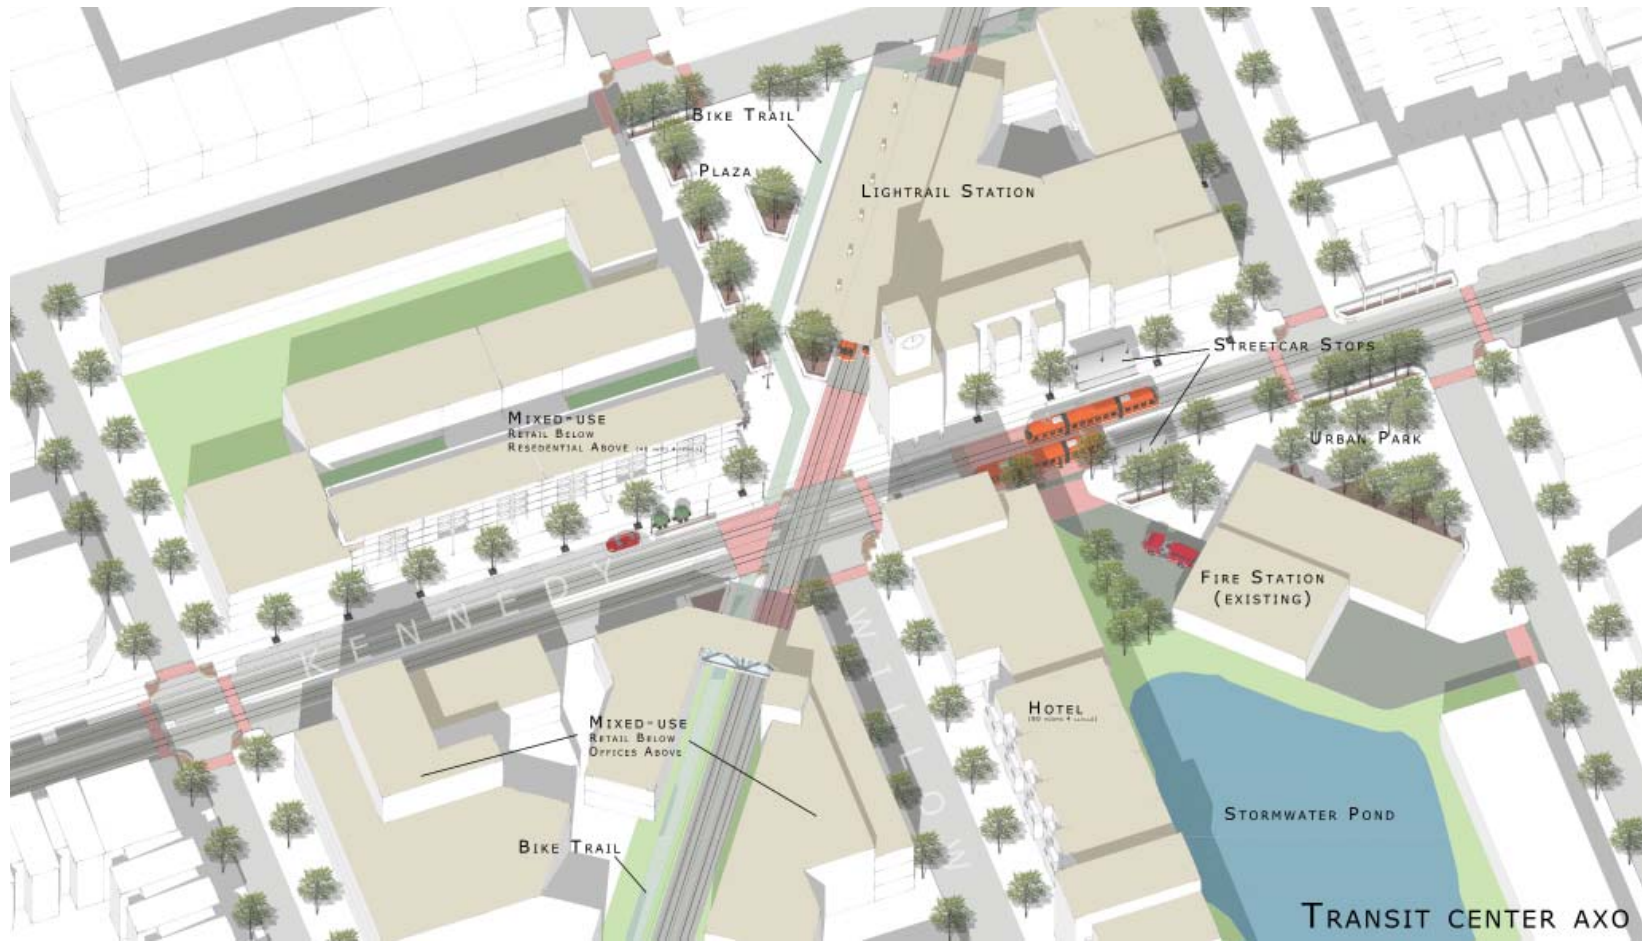 Bike Trail
Plaza
Lightrail Station
Streetcar Stops
Mixed-use
Retail Below
Resedential Above
Urban Park
Fire Station
(existing)
KENNEDY
WILLOW
Hotel
Mixed-use
Retail Below
Offices Above
Stormwater Pond
Bike Trail
Transit center axo